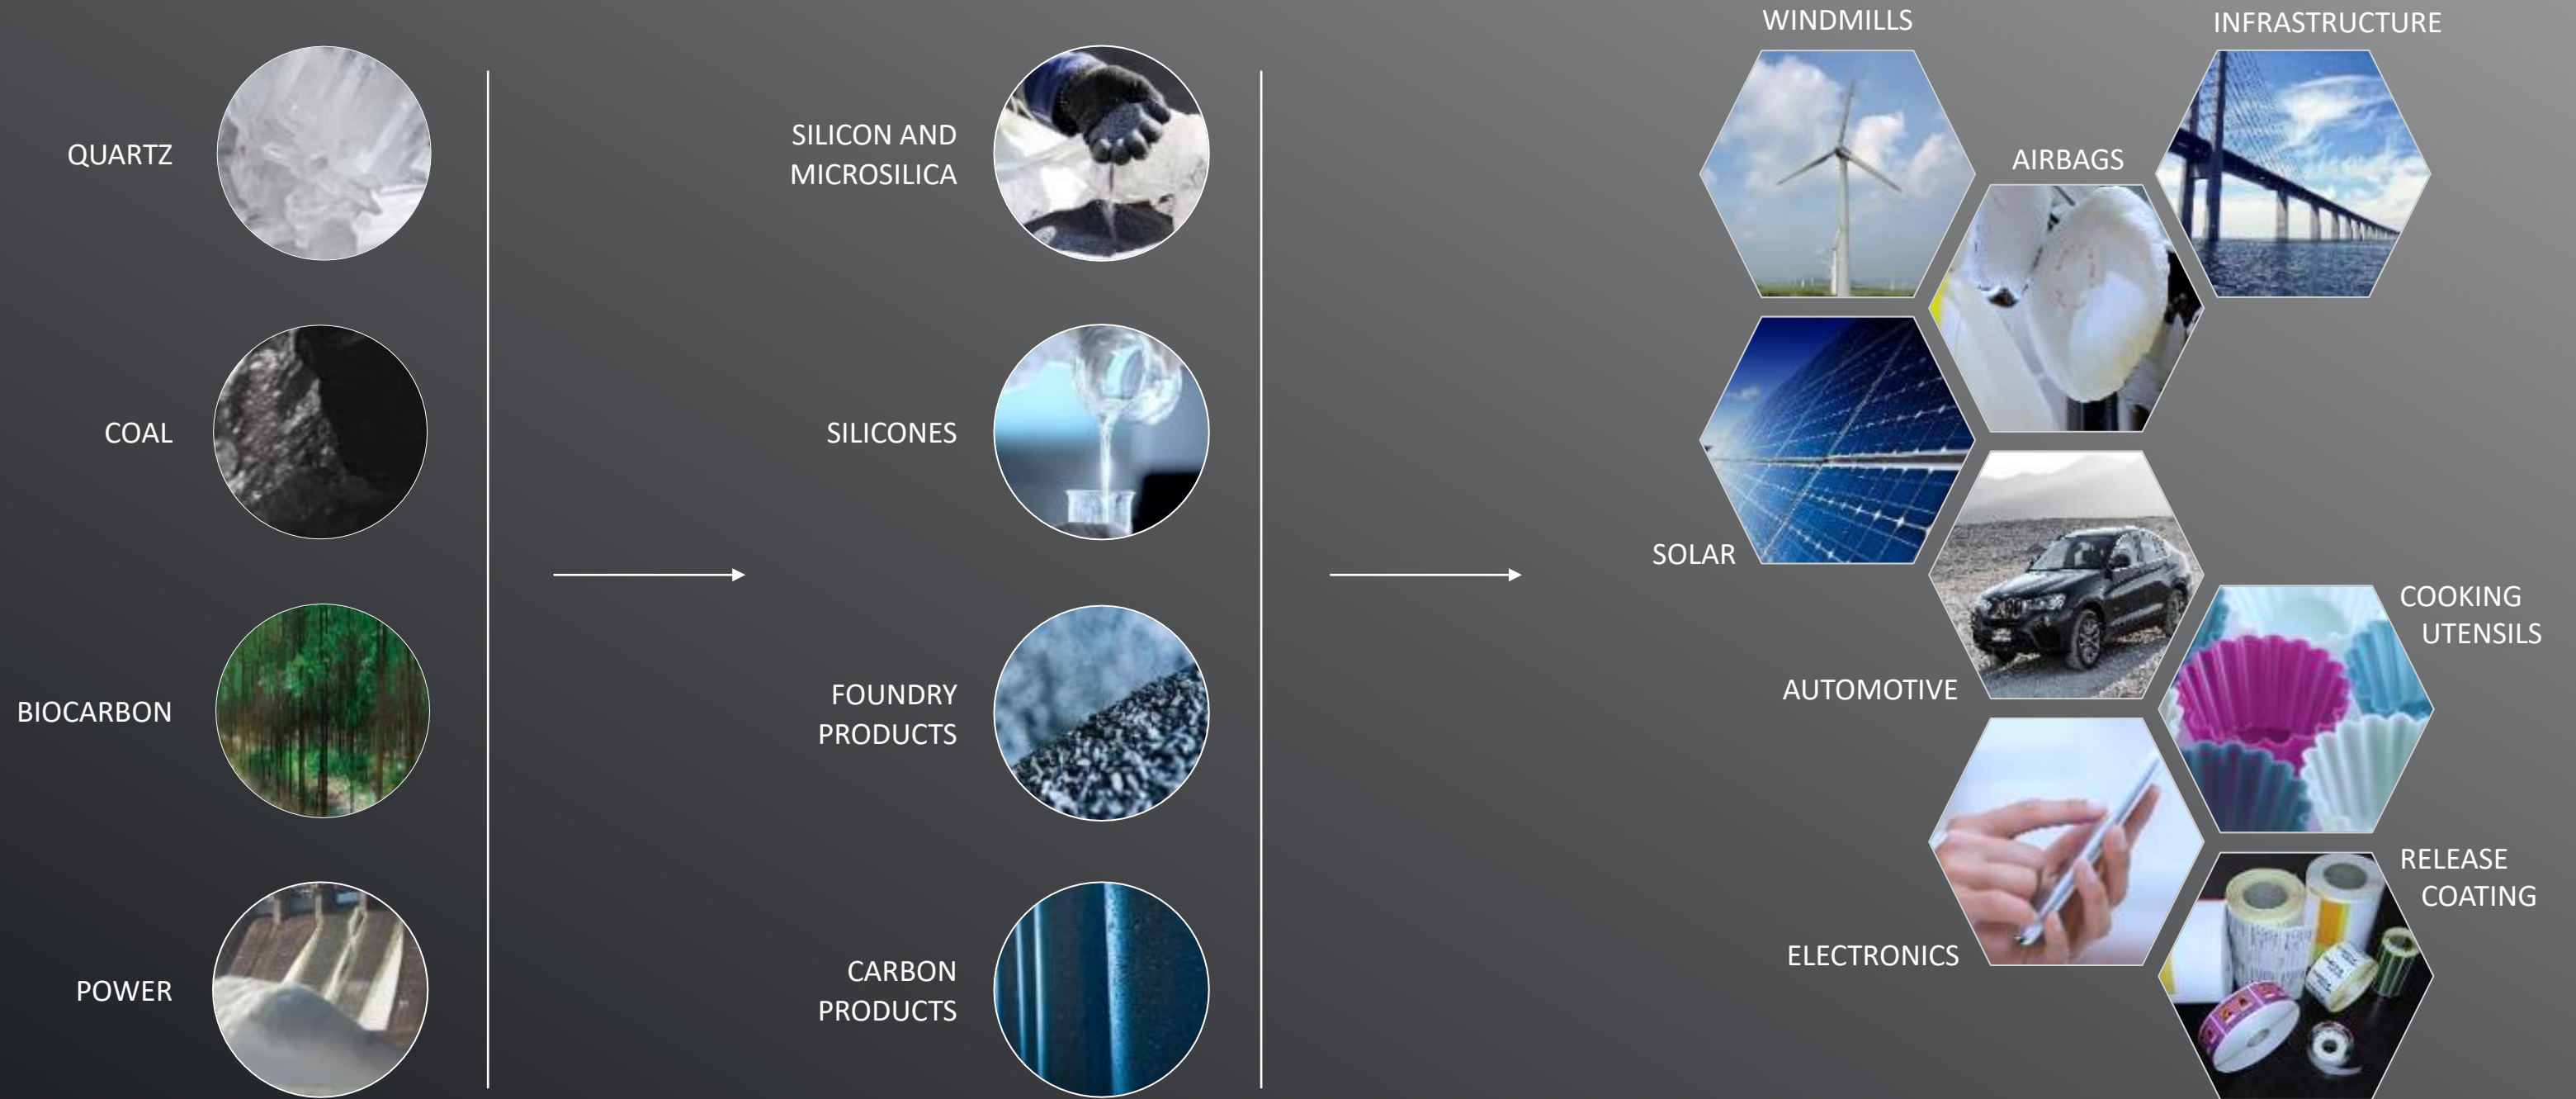 QUARTZ
COAL
BIOCARBON
POWER
SILICON AND
MICROSILICA
SILICONES
FOUNDRY
PRODUCTS
CARBON
PRODUCTS
WINDMILLS
INFRASTRUCTURE
AIRBAGS
SOLAR
AUTOMOTIVE
COOKING
UTENSILS
ELECTRONICS
RELEASE
COATING